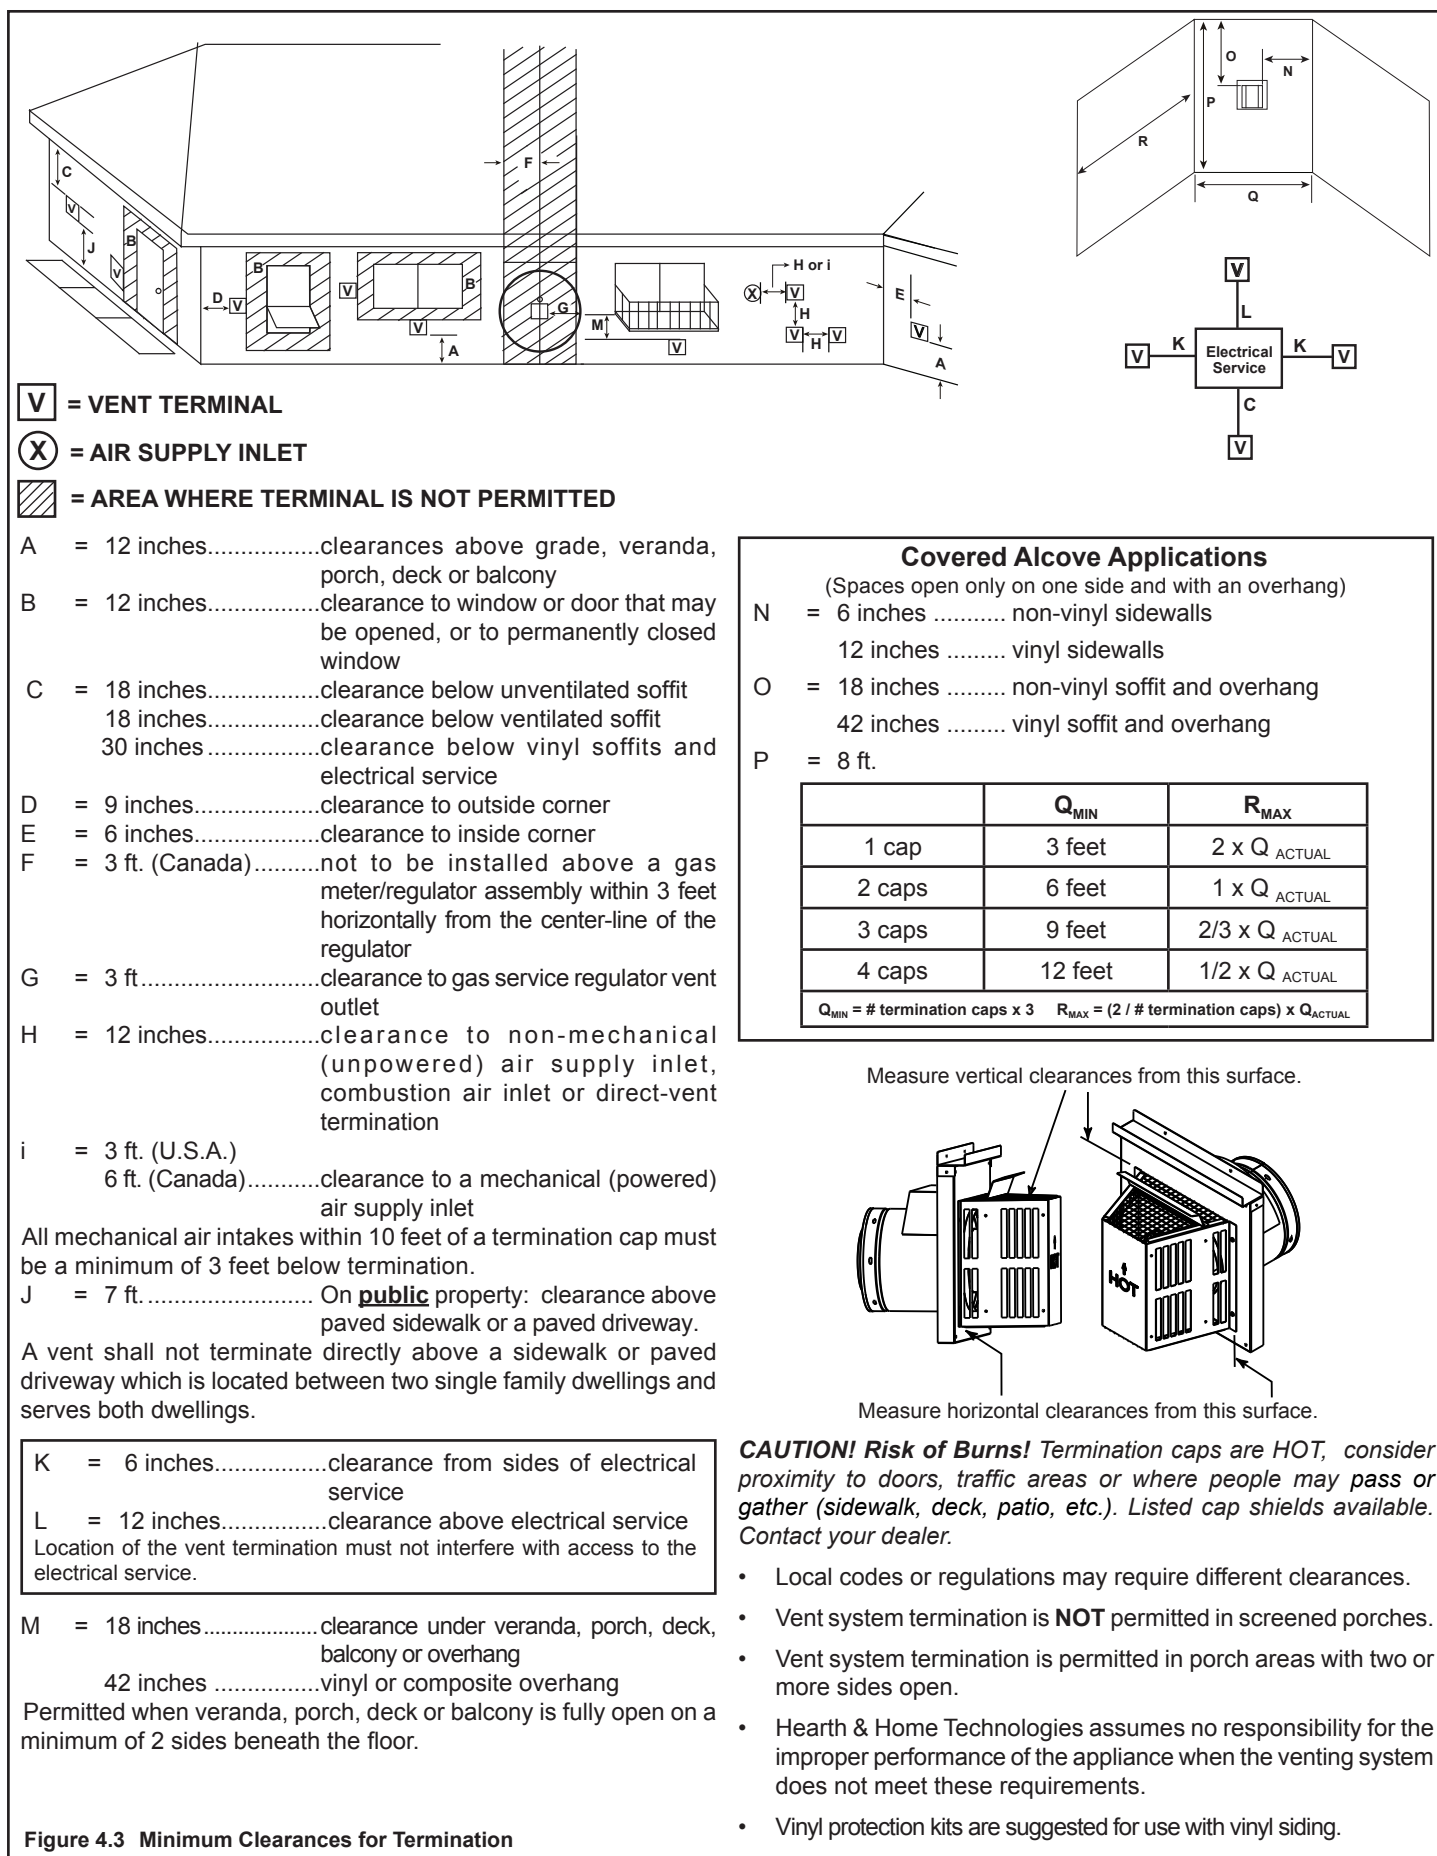 C
V
J
V
B
D
V
B
V
B
V
A
F
G
M
V
H or i
X
V
H
V
H
V
E
V
A
O
N
P
R
Q
V
L
V
K
Electrical
Service
K
V
C
V
V = VENT TERMINAL
X = AIR SUPPLY INLET
= AREA WHERE TERMINAL IS NOT PERMITTED
A = 12 inches.................clearances above grade, veranda,
porch, deck or balcony
B = 12 inches.................clearance to window or door that may
be opened, or to permanently closed
window
C = 18 inches.................clearance below unventilated soffit
18 inches.................clearance below ventilated soffit
30 inches.................clearance below vinyl soffits and
electrical service
D = 9 inches...................clearance to outside corner
E = 6 inches...................clearance to inside corner
F = 3 ft. (Canada)..........not to be installed above a gas
meter/regulator assembly within 3 feet
horizontally from the center-line of the
regulator
G = 3 ft...........................clearance to gas service regulator vent
outlet
H = 12 inches.................clearance to non-mechanical
(unpowered) air supply inlet,
combustion air inlet or direct-vent
termination
i = 3 ft. (U.S.A.)
6 ft. (Canada)...........clearance to a mechanical (powered)
air supply inlet
All mechanical air intakes within 10 feet of a termination cap must
be a minimum of 3 feet below termination.
J = 7 ft. ......................... On public property: clearance above
paved sidewalk or a paved driveway.
A vent shall not terminate directly above a sidewalk or paved
driveway which is located between two single family dwellings and
serves both dwellings.
K = 6 inches.................clearance from sides of electrical
service
L = 12 inches................clearance above electrical service
Location of the vent termination must not interfere with access to the
electrical service.
M = 18 inches.....................clearance under veranda, porch, deck,
balcony or overhang
42 inches ................vinyl or composite overhang
Permitted when veranda, porch, deck or balcony is fully open on a
minimum of 2 sides beneath the floor.
Figure 4.3 Minimum Clearances for Termination
Covered Alcove Applications
(Spaces open only on one side and with an overhang)
N = 6 inches ........... non-vinyl sidewalls
12 inches ......... vinyl sidewalls
O = 18 inches ......... non-vinyl soffit and overhang
42 inches ......... vinyl soffit and overhang
P = 8 ft.
QMIN RMAX
1 cap 3 feet 2 x Q ACTUAL
2 caps 6 feet 1 x Q ACTUAL
3 caps 9 feet 2/3 x Q ACTUAL
4 caps 12 feet 1/2 x Q ACTUAL
QMIN = # termination caps x 3 RMAX = (2 / # termination caps) x QACTUAL
Measure vertical clearances from this surface.
HOT
Measure horizontal clearances from this surface.
CAUTION! Risk of Burns! Termination caps are HOT, consider
proximity to doors, traffic areas or where people may pass or
gather (sidewalk, deck, patio, etc.). Listed cap shields available.
Contact your dealer.
• Local codes or regulations may require different clearances.
• Vent system termination is NOT permitted in screened porches.
• Vent system termination is permitted in porch areas with two or
more sides open.
• Hearth & Home Technologies assumes no responsibility for the
improper performance of the appliance when the venting system
does not meet these requirements.
• Vinyl protection kits are suggested for use with vinyl siding.